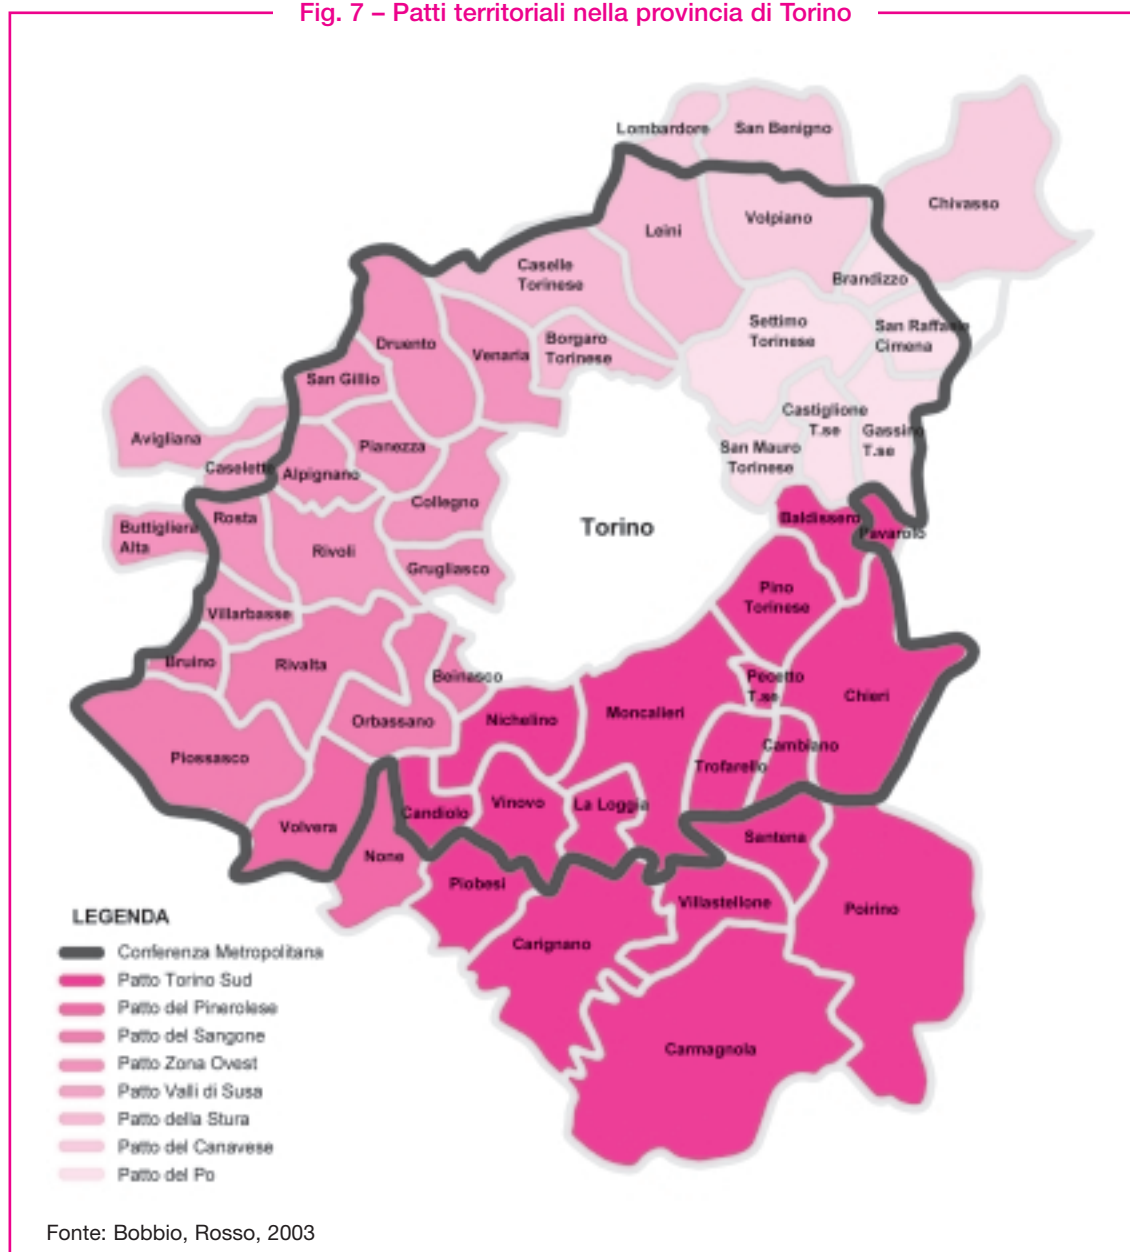 Fig. 7 – Patti territoriali nella provincia di Torino
Lombardore
San Benigno
Chivasso
Leinì
Volpiano
Caselle
Torinese
Brandizzo
Settimo
Torinese
San Raffaele
Cimena
Druento
Venaria
Borgaro
Torinese
San Gillio
Castiglione
T.se
Gassino
T.se
Avigliana
Pianezza
San Mauro
Torinese
Caselette
Alpignano
Collegno
Rosta
Baldissero
Buttigliera
Alta
Torino
Pavarolo
Rivoli
Grugliasco
Pino
Torinese
Villarbasse
Bruino
Rivalta
Beinasco
Pecetto
T.se
Chieri
Orbassano
Nichelino
Moncalieri
Cambiano
Piossasco
Trofarello
Candiolo
Vinovo
La Loggia
Volvera
Santena
None
Piobesi
Villastellone
Poirino
Carignano
Carmagnola
LEGENDA
Conferenza Metropolitana
Patto Torino Sud
Patto del Pinerolese
Patto del Sangone
Patto Zona Ovest
Patto Valli di Susa
Patto della Stura
Patto del Canavese
Patto del Po
Fonte: Bobbio, Rosso, 2003